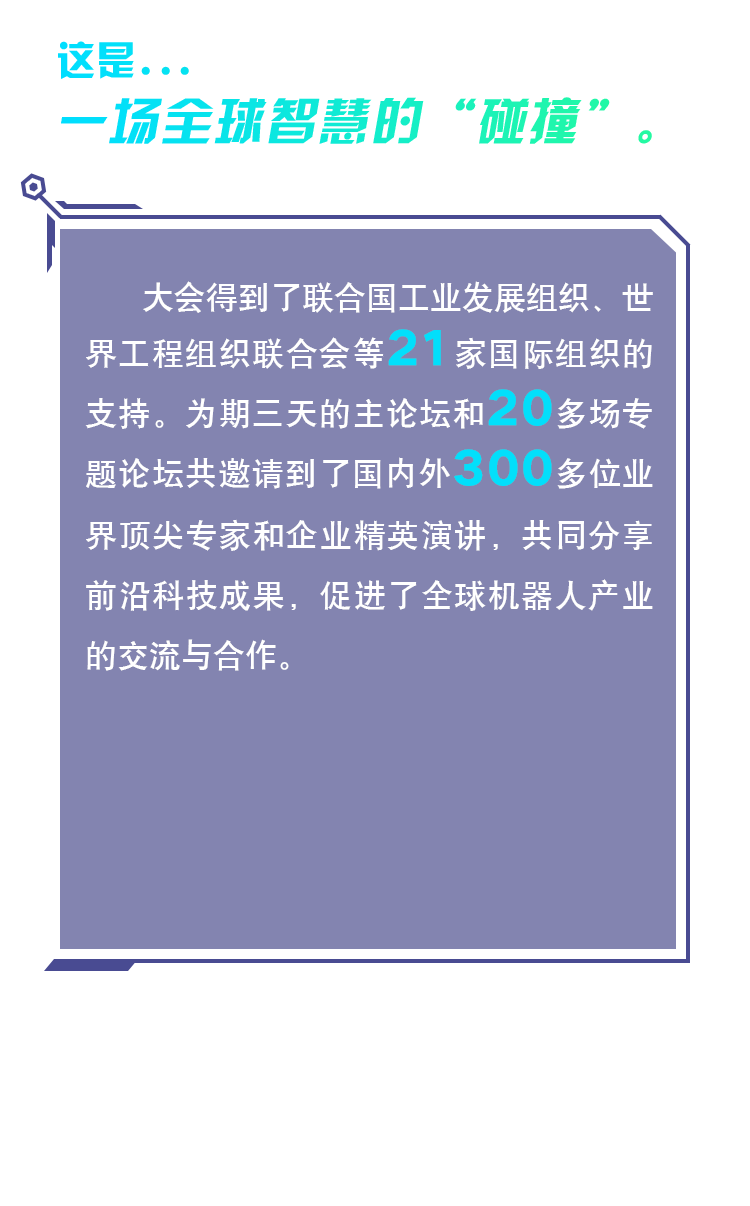 这是...
一场全球智慧的“碰撞”。
大会得到了联合国工业发展组织、世
界工程组织联合会等21家国际组织的
支持。为期三天的主论坛和20多场专
题论坛共邀请到了国内外300多位业
界顶尖专家和企业精英演讲，共同分享
前沿科技成果，促进了全球机器人产业
的交流与合作。